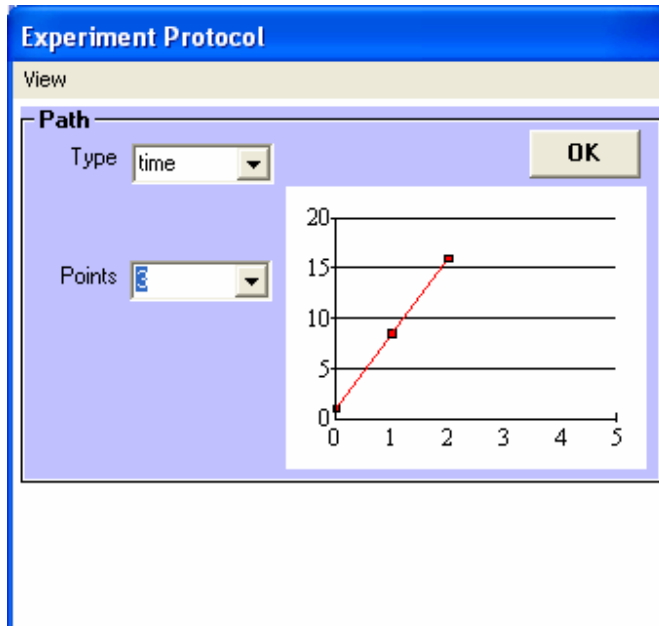 Experiment Protocol
View
Path
Type time
OK
Points 3
20
15
10
5
0
0 1 2 3 4 5